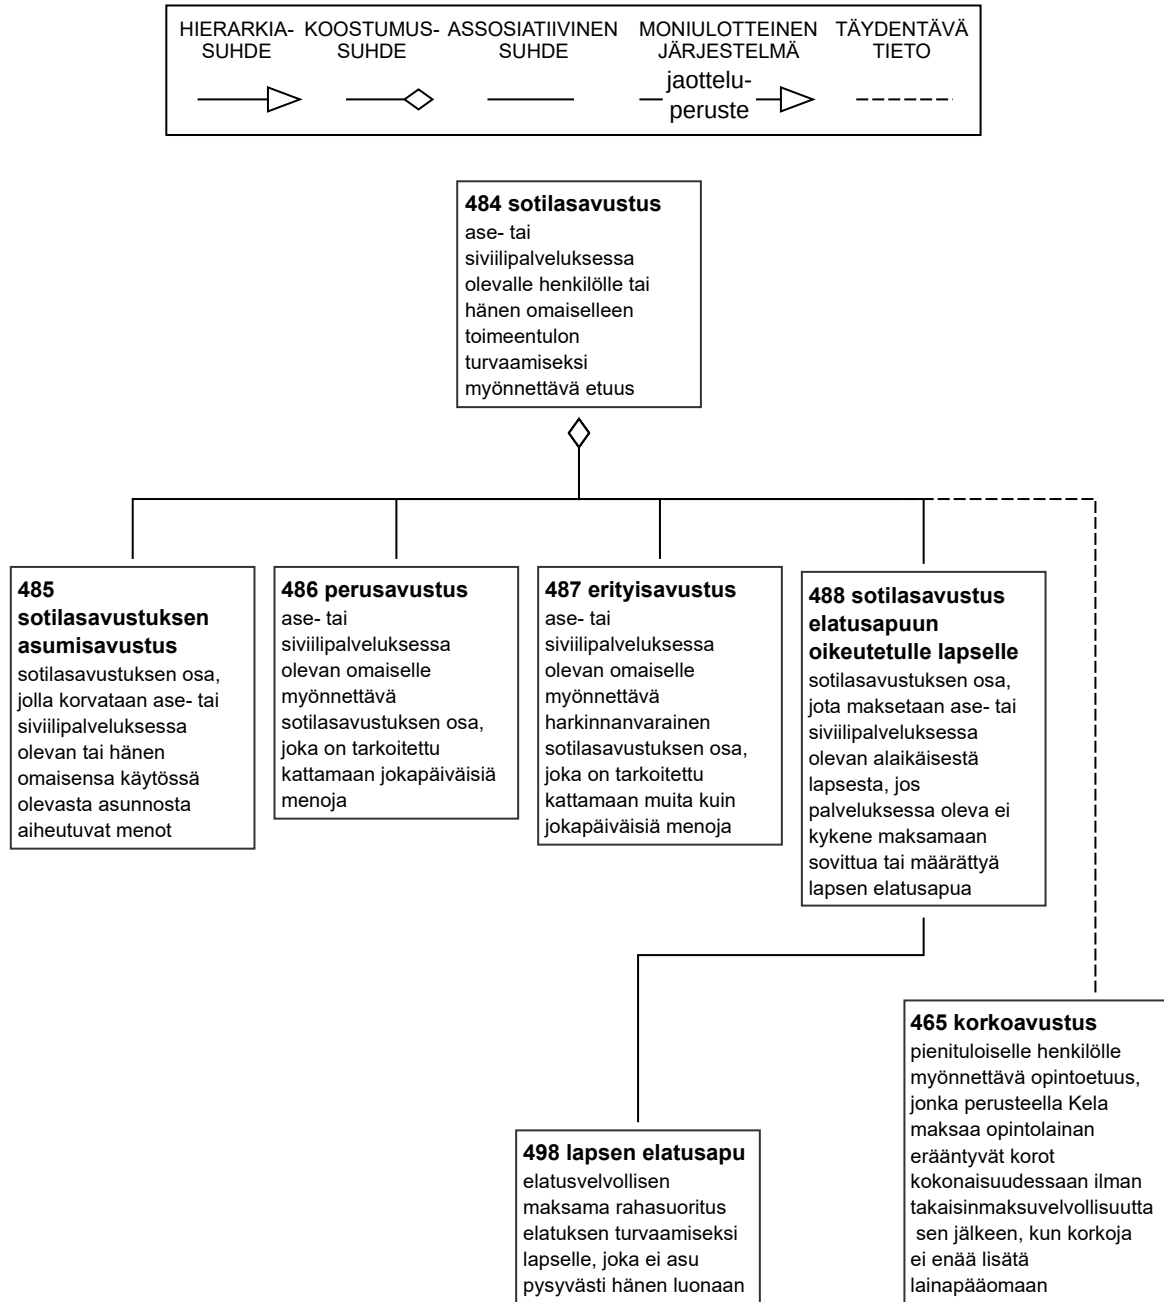 HIERARKIA-
SUHDE
KOOSTUMUS-
SUHDE
ASSOSIATIIVINEN
SUHDE
MONIULOTTEINEN
JÄRJESTELMÄ
jaottelu-
peruste
TÄYDENTÄVÄ
TIETO
484 sotilasavustus
ase- tai
siviilipalveluksessa
olevalle henkilölle tai
hänen omaiselleen
toimeentulon
turvaamiseksi
myönnettävä etuus
485
sotilasavustuksen
asumisavustus
sotilasavustuksen osa,
jolla korvataan ase- tai
siviilipalveluksessa
olevan tai hänen
omaisensa käytössä
olevasta asunnosta
aiheutuvat menot
486 perusavustus
ase- tai
siviilipalveluksessa
olevan omaiselle
myönnettävä
sotilasavustuksen osa,
joka on tarkoitettu
kattamaan jokapäiväisiä
menoja
487 erityisavustus
ase- tai
siviilipalveluksessa
olevan omaiselle
myönnettävä
harkinnanvarainen
sotilasavustuksen osa,
joka on tarkoitettu
kattamaan muita kuin
jokapäiväisiä menoja
488 sotilasavustus
elatusapuun
oikeutetulle lapselle
sotilasavustuksen osa,
jota maksetaan ase- tai
siviilipalveluksessa
olevan alaikäisestä
lapsesta, jos
palveluksessa oleva ei
kykene maksamaan
sovittua tai määrättyä
lapsen elatusapua
498 lapsen elatusapu
elatusvelvollisen
maksama rahasuoritus
elatuksen turvaamiseksi
lapselle, joka ei asu
pysyvästi hänen luonaan
465 korkoavustus
pienituloiselle henkilölle
myönnettävä opintoetuus,
jonka perusteella Kela
maksaa opintolainan
erääntyvät korot
kokonaisuudessaan ilman
takaisinmaksuvelvollisuutta
sen jälkeen, kun korkoja
ei enää lisätä
lainapääomaan